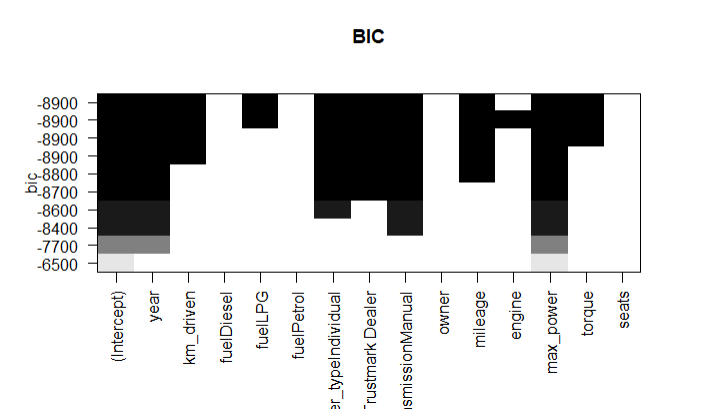 BIC
bic
-8900
-8900
-8900
-8900
-8800
-8700
-8600
-8400
-7700
-6500
(Intercept)
year
km_driven
fuelDiesel
fuelLPG
fuelPetrol
er_typeIndividual
Trustmark Dealer
nsmissionManual
owner
mileage
engine
max_power
torque
seats